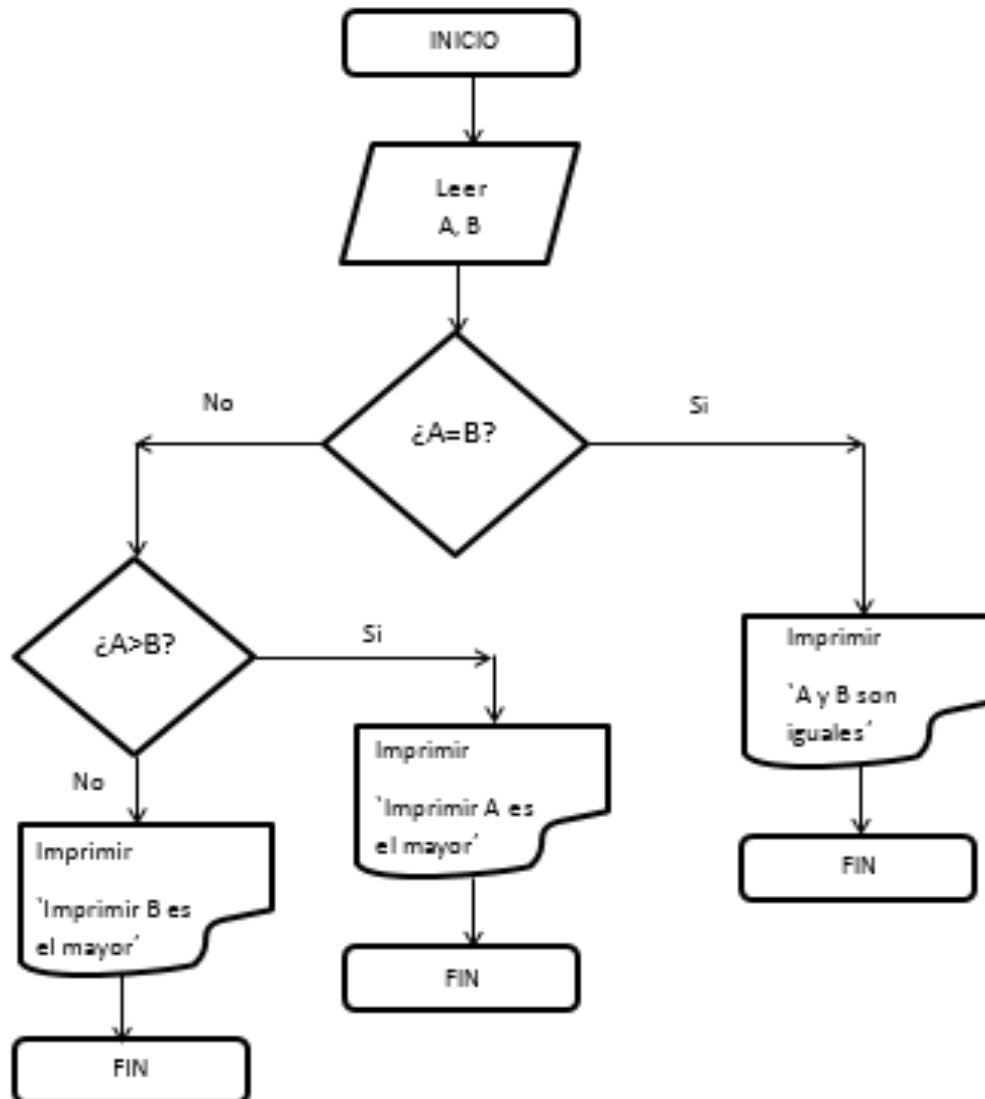 INICIO
Leer
A, B
No
Si
¿A=B?
¿A>B?
Si
Imprimir
`A y B son
iguales´
Imprimir
`Imprimir A es
el mayor´
No
Imprimir
`Imprimir B es
el mayor´
FIN
FIN
FIN